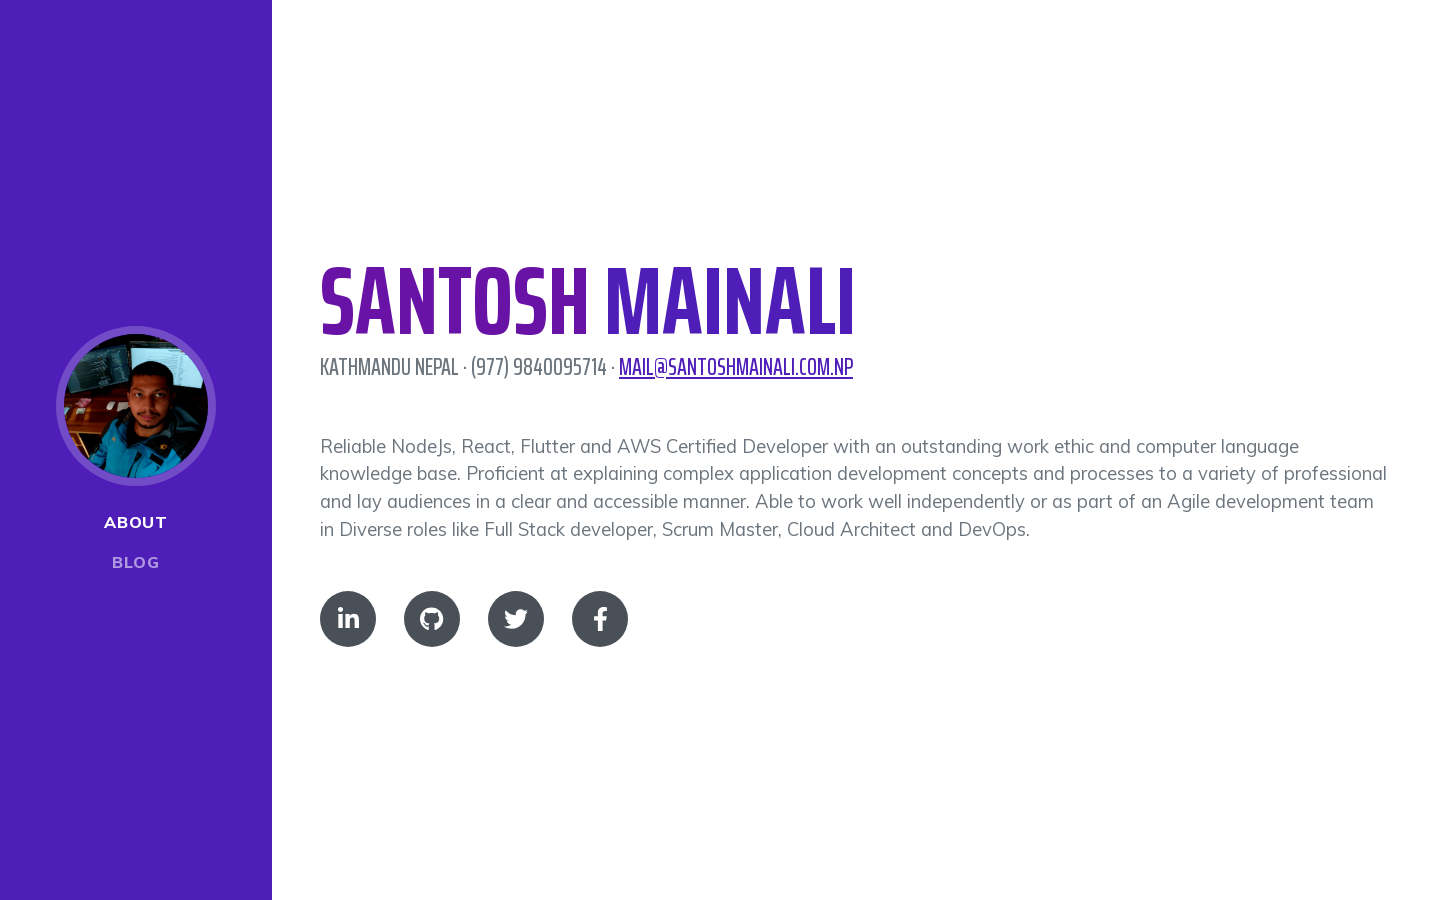 ABOUT
BLOG
SANTOSH MAINALI
KATHMANDU NEPAL · (977) 9840095714 · MAIL@SANTOSHMAINALI.COM.NP
Reliable NodeJs, React, Flutter and AWS Certified Developer with an outstanding work ethic and computer language
knowledge base. Proficient at explaining complex application development concepts and processes to a variety of professional
and lay audiences in a clear and accessible manner. Able to work well independently or as part of an Agile development team
in Diverse roles like Full Stack developer, Scrum Master, Cloud Architect and DevOps.